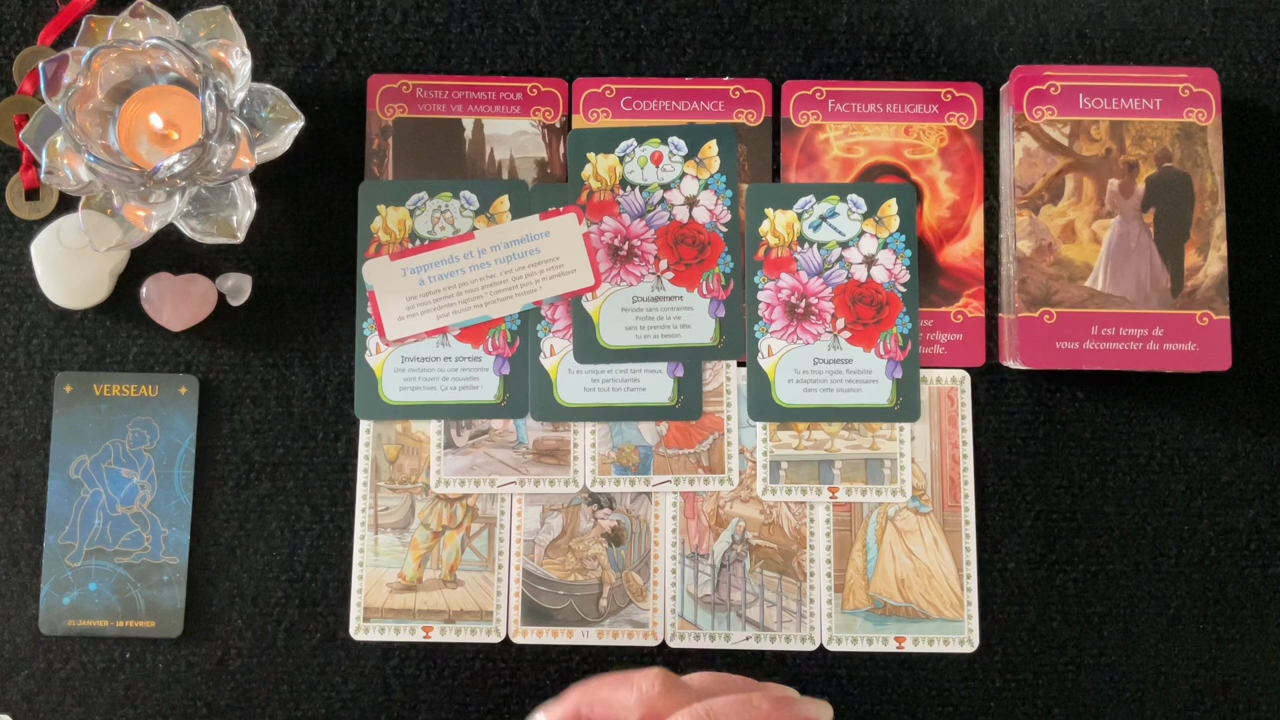 RESTEZ OPTIMISTE POUR
VOTRE VIE AMOUREUSE
CODÉPENDANCE
FACTEURS RELIGIEUX
ISOLEMENT
J'apprends et je m'améliore
à travers mes ruptures
Une rupture n'est pas un échec, c'est une expérience
qui nous permet de nous améliorer. Que puis-je retirer
de mes précédentes ruptures ? Comment puis-je m'améliorer
pour réussir ma prochaine histoire ?
Soulagement
Période sans contraintes.
Profite de la vie
sans te prendre la tête,
tu en as besoin.
use
e religion
tuelle.
Il est temps de
vous déconnecter du monde.
Invitation et sorties
Une invitation ou une rencontre
vont t'ouvrir de nouvelles
perspectives. Ça va pétiller !
Tu es unique et c'est tant mieux,
tes particularités
font tout ton charme.
Souplesse
Tu es trop rigide, flexibilité
et adaptation sont nécessaires
dans cette situation.
VERSEAU
21 JANVIER - 18 FÉVRIER
VI